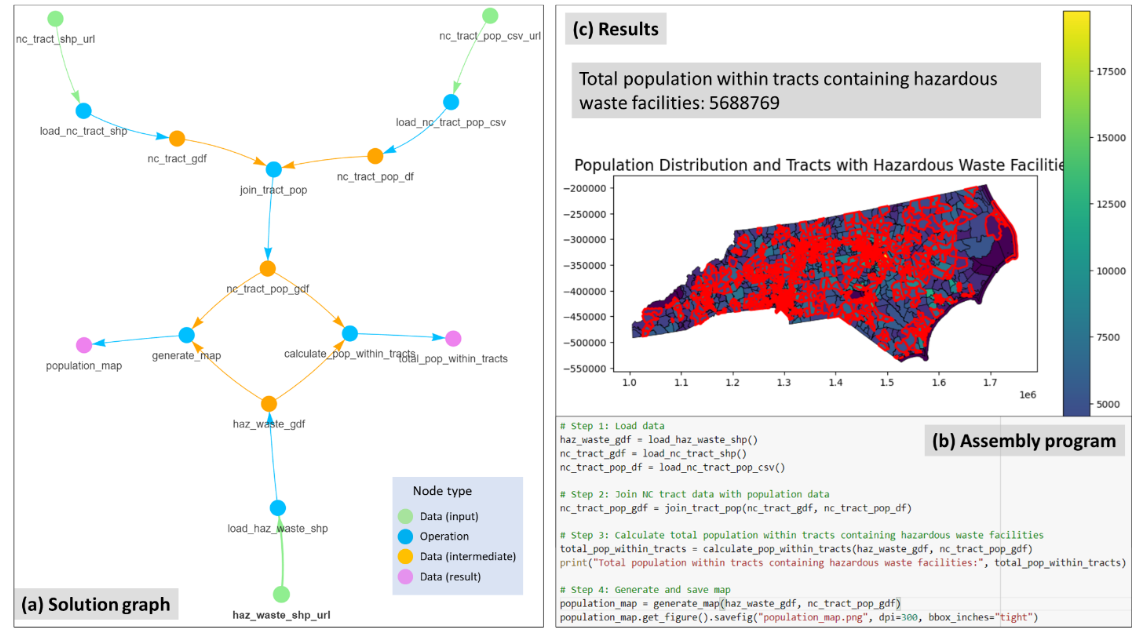 nc_tract_shp_url
nc_tract_pop_csv_url
load_nc_tract_shp
load_nc_tract_pop_csv
nc_tract_gdf
nc_tract_pop_df
join_tract_pop
nc_tract_pop_gdf
generate_map
calculate_pop_within_tracts
population_map
total_pop_within_tracts
haz_waste_gdf
load_haz_waste_shp
haz_waste_shp_url
Node type
Data (input)
Operation
Data (intermediate)
Data (result)
(a) Solution graph
(c) Results
Total population within tracts containing hazardous
waste facilities: 5688769
Population Distribution and Tracts with Hazardous Waste Facilitie
−200000
−250000
−300000
−350000
−400000
−450000
−500000
−550000
1.0 1.1 1.2 1.3 1.4 1.5 1.6 1.7
1e6
17500
15000
12500
10000
7500
5000
(b) Assembly program
# Step 1: Load data
haz_waste_gdf = load_haz_waste_shp()
nc_tract_gdf = load_nc_tract_shp()
nc_tract_pop_df = load_nc_tract_pop_csv()
# Step 2: Join NC tract data with population data
nc_tract_pop_gdf = join_tract_pop(nc_tract_gdf, nc_tract_pop_df)
# Step 3: Calculate total population within tracts containing hazardous waste facilities
total_pop_within_tracts = calculate_pop_within_tracts(haz_waste_gdf, nc_tract_pop_gdf)
print("Total population within tracts containing hazardous waste facilities:", total_pop_within_tracts)
# Step 4: Generate and save map
population_map = generate_map(haz_waste_gdf, nc_tract_pop_gdf)
population_map.get_figure().savefig("population_map.png", dpi=300, bbox_inches="tight")